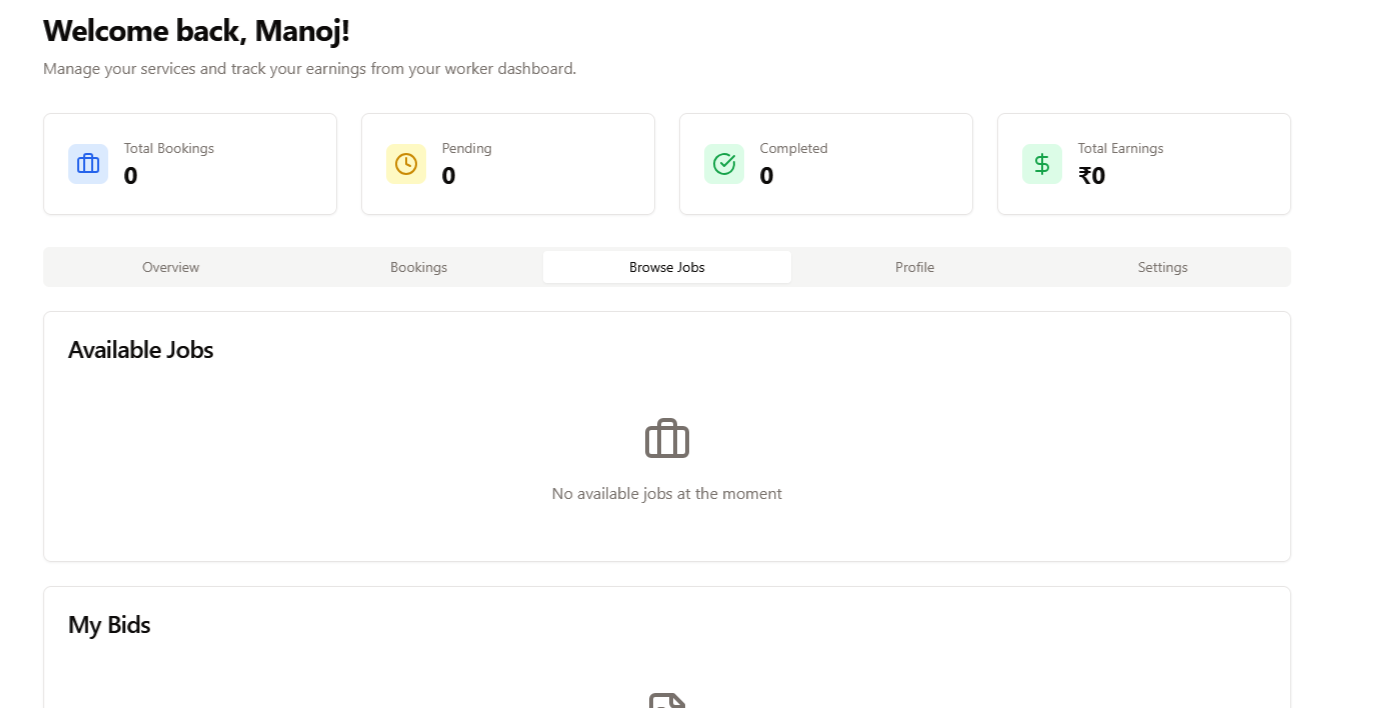 Welcome back, Manoj!
Manage your services and track your earnings from your worker dashboard.
Total Bookings
0
Pending
0
Completed
0
Total Earnings
₹0
Overview
Bookings
Browse Jobs
Profile
Settings
Available Jobs
No available jobs at the moment
My Bids